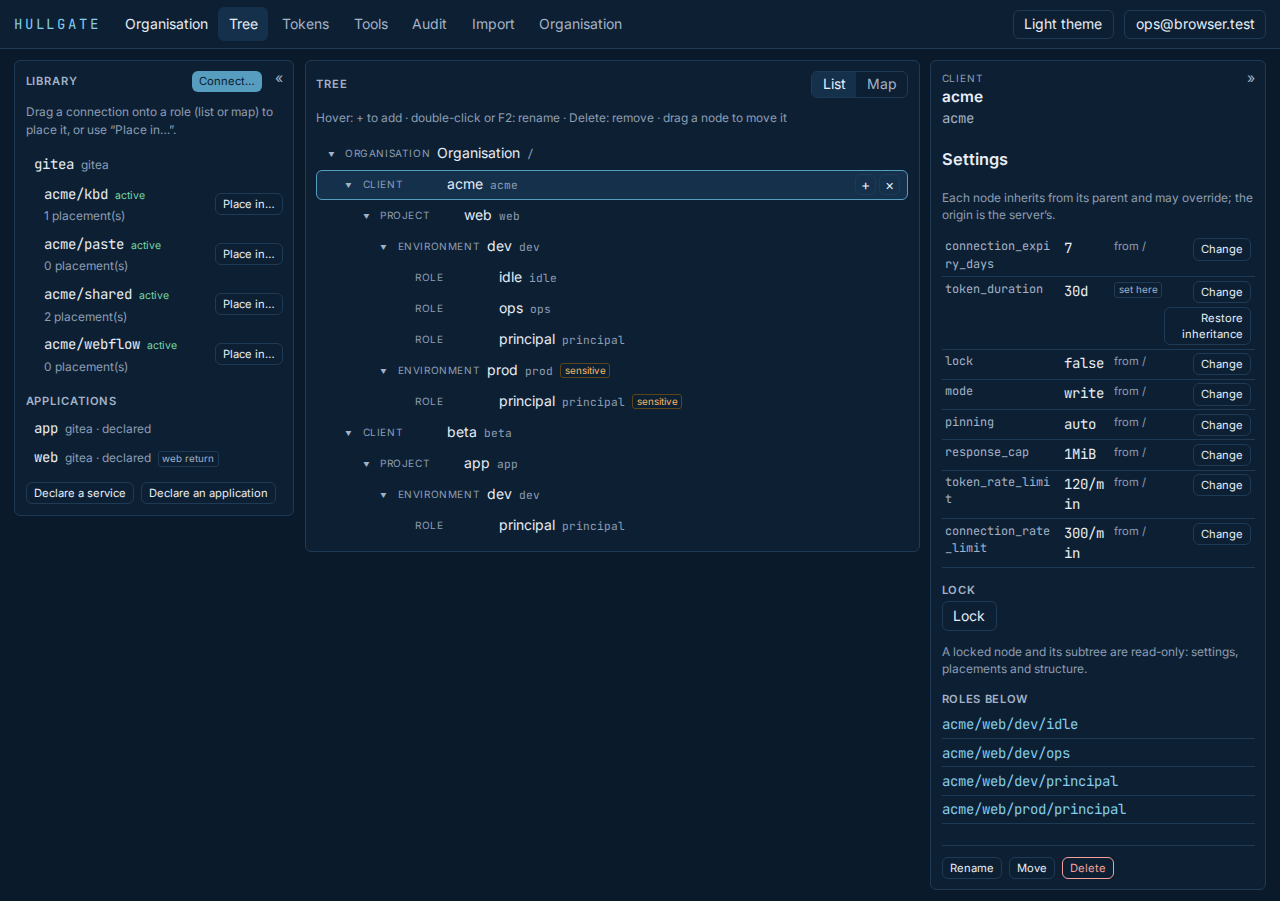 HULLGATE Organisation Tree Tokens Tools Audit Import Organisation Light theme ops@browser.test
LIBRARY Connect... «
Drag a connection onto a role (list or map) to
place it, or use “Place in...”.
gitea gitea
acme/kbd active
1 placement(s)
Place in...
acme/paste active
0 placement(s)
Place in...
acme/shared active
2 placement(s)
Place in...
acme/webflow active
0 placement(s)
Place in...
APPLICATIONS
app gitea · declared
web gitea · declared web return
Declare a service Declare an application
TREE List Map
Hover: + to add · double-click or F2: rename · Delete: remove · drag a node to move it
▾ ORGANISATION Organisation /
▾ CLIENT acme acme + ×
▾ PROJECT web web
▾ ENVIRONMENT dev dev
ROLE idle idle
ROLE ops ops
ROLE principal principal
▾ ENVIRONMENT prod prod sensitive
ROLE principal principal sensitive
▾ CLIENT beta beta
▾ PROJECT app app
▾ ENVIRONMENT dev dev
ROLE principal principal
CLIENT »
acme
acme
Settings
Each node inherits from its parent and may override; the
origin is the server’s.
connection_expi 7 from / Change
ry_days
token_duration 30d set here Change
Restore
inheritance
lock false from / Change
mode write from / Change
pinning auto from / Change
response_cap 1MiB from / Change
token_rate_limi 120/m from / Change
t in
connection_rate 300/m from / Change
_limit in
LOCK
Lock
A locked node and its subtree are read-only: settings,
placements and structure.
ROLES BELOW
acme/web/dev/idle
acme/web/dev/ops
acme/web/dev/principal
acme/web/prod/principal
Rename Move Delete